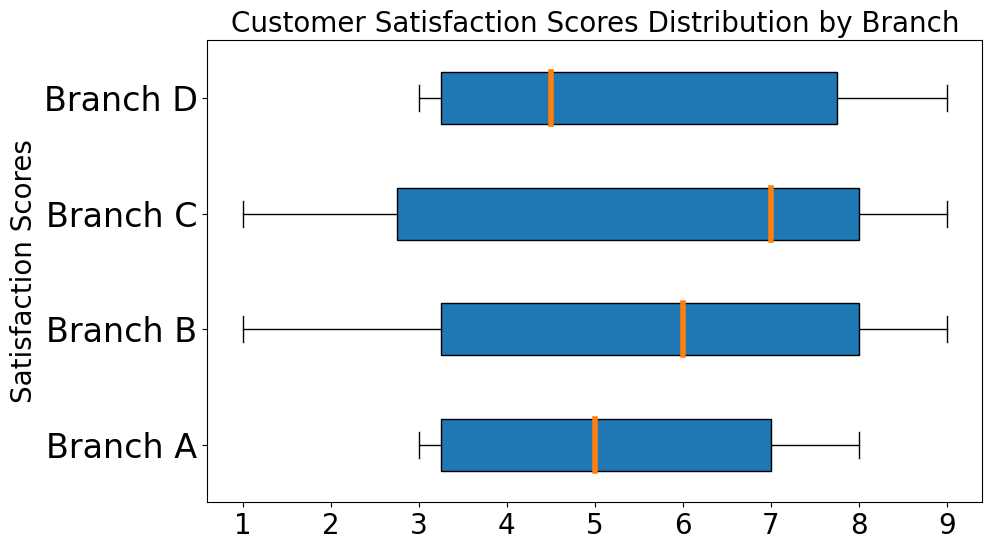 Customer Satisfaction Scores Distribution by Branch
Satisfaction Scores
Branch D
Branch C
Branch B
Branch A
1 2 3 4 5 6 7 8 9